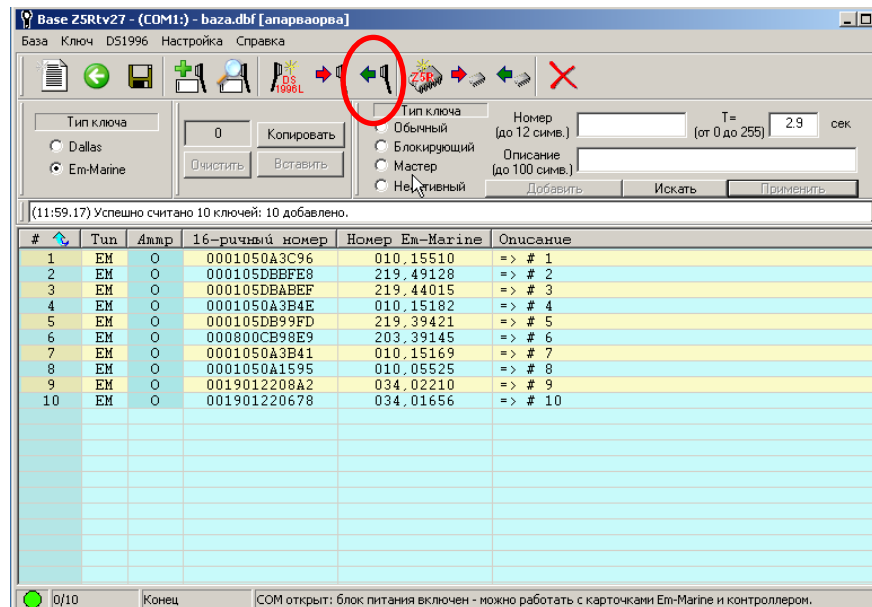 Base Z5Rtv27 - (COM1:) - baza.dbf [апарваорва]
База Ключ DS1996 Настройка Справка
DS
1996L
Z5R
Тип ключа
Dallas
Em-Marine
0
Копировать
Очистить
Вставить
Тип ключа
Обычный
Блокирующий
Мастер
Номер
(до 12 симв.)
T=
(от 0 до 255)
2.9 сек
Описание
(до 100 симв.)
Добавить
Искать
Применить
(11:59.17) Успешно считано 10 ключей: 10 добавлено.
# Тип Аттр 16-ричный номер Номер Em-Marine Описание
1 EM O 0001050A3C96 010,15510 => # 1
2 EM O 000105DBBFE8 219,49128 => # 2
3 EM O 000105DBABEF 219,44015 => # 3
4 EM O 0001050A3B4E 010,15182 => # 4
5 EM O 000105DB99FD 219,39421 => # 5
6 EM O 000800CB98E9 203,39145 => # 6
7 EM O 0001050A3B41 010,15169 => # 7
8 EM O 0001050A1595 010,05525 => # 8
9 EM O 0019012208A2 034,02210 => # 9
10 EM O 001901220678 034,01656 => # 10
0/10
Конец
COM открыт: блок питания включен - можно работать с карточками Em-Marine и контроллером.